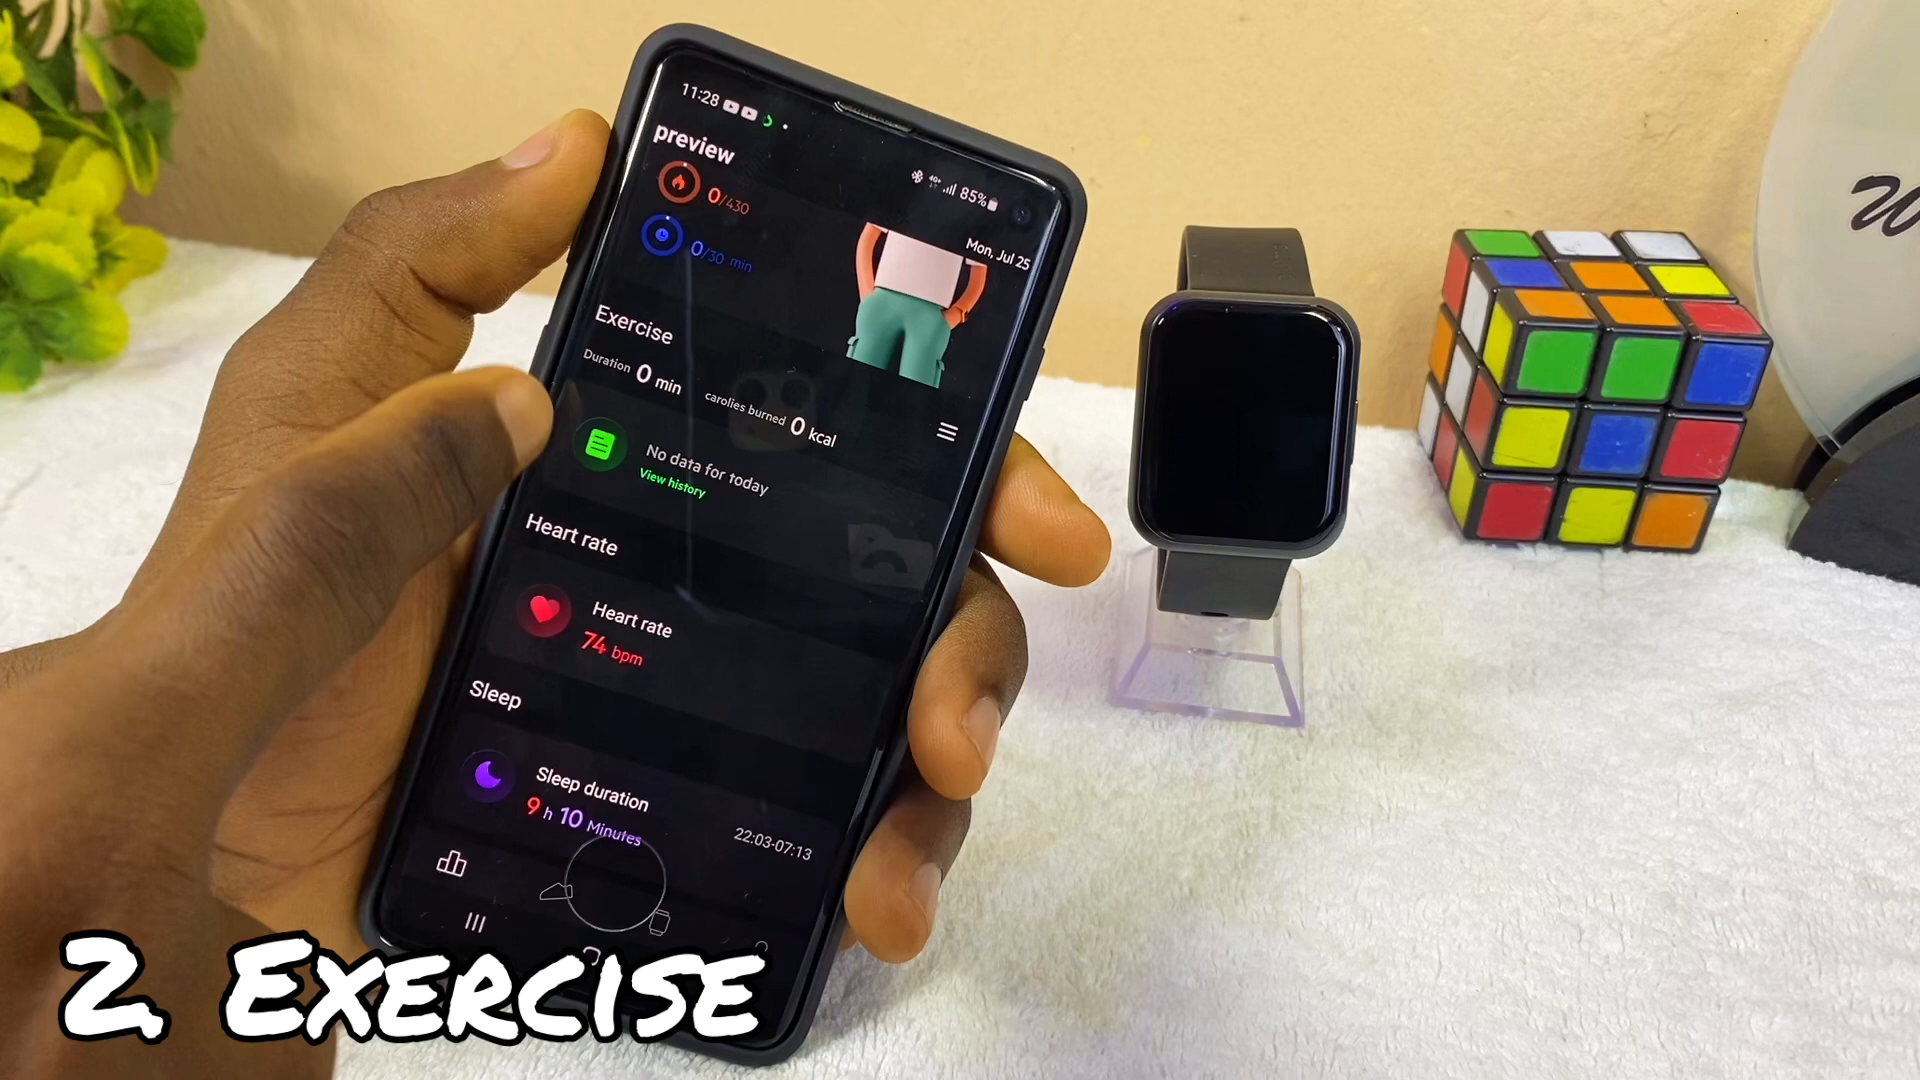 11:28
4G+ 85%
preview
0/430
0/30 min
Mon, Jul 25
Exercise
Duration 0 min
carolies burned 0 kcal
No data for today
View history
Heart rate
Heart rate
74 bpm
Sleep
Sleep duration
9 h 10 Minutes
22:03-07:13
2. Exercise